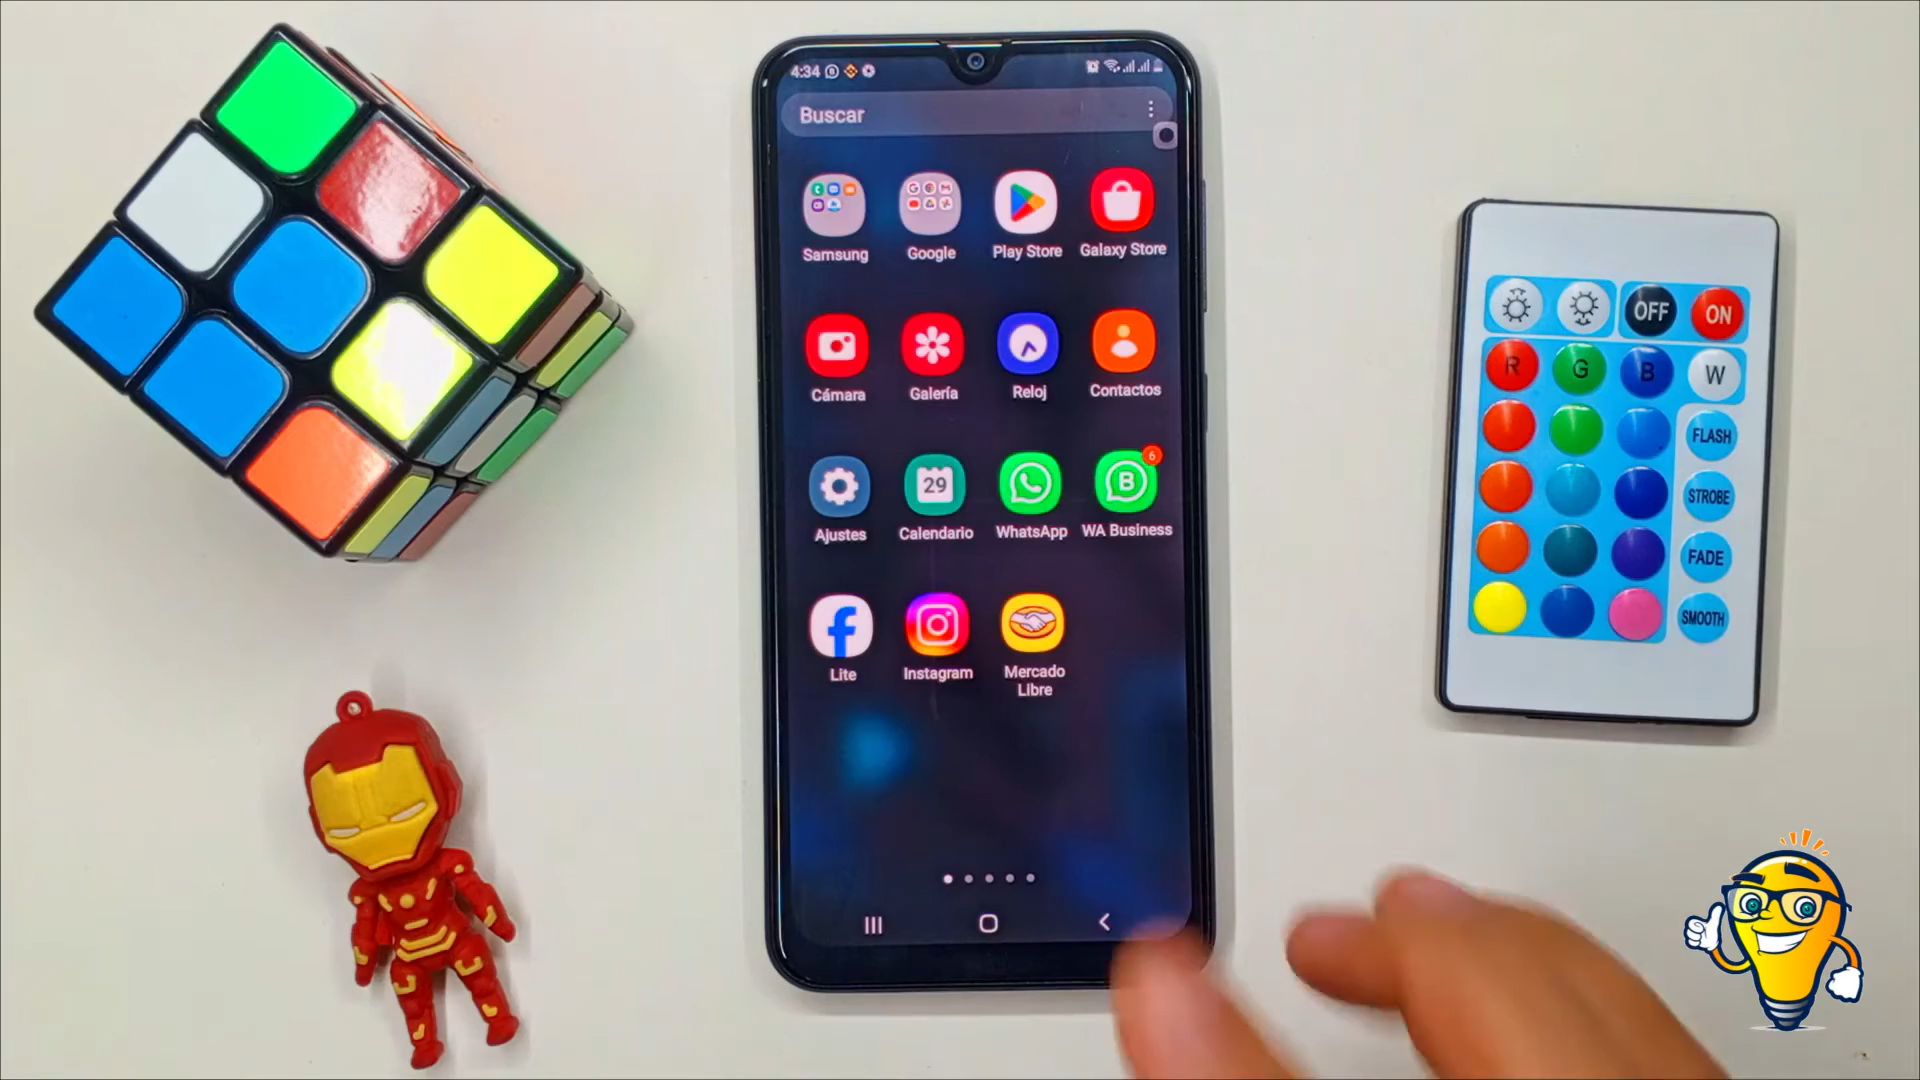 4:34
Buscar
Samsung
Google
Play Store
Galaxy Store
Cámara
Galería
Reloj
Contactos
29
6
B
Ajustes
Calendario
WhatsApp
WA Business
Lite
Instagram
Mercado
Libre
OFF
ON
R
G
B
W
FLASH
STROBE
FADE
SMOOTH